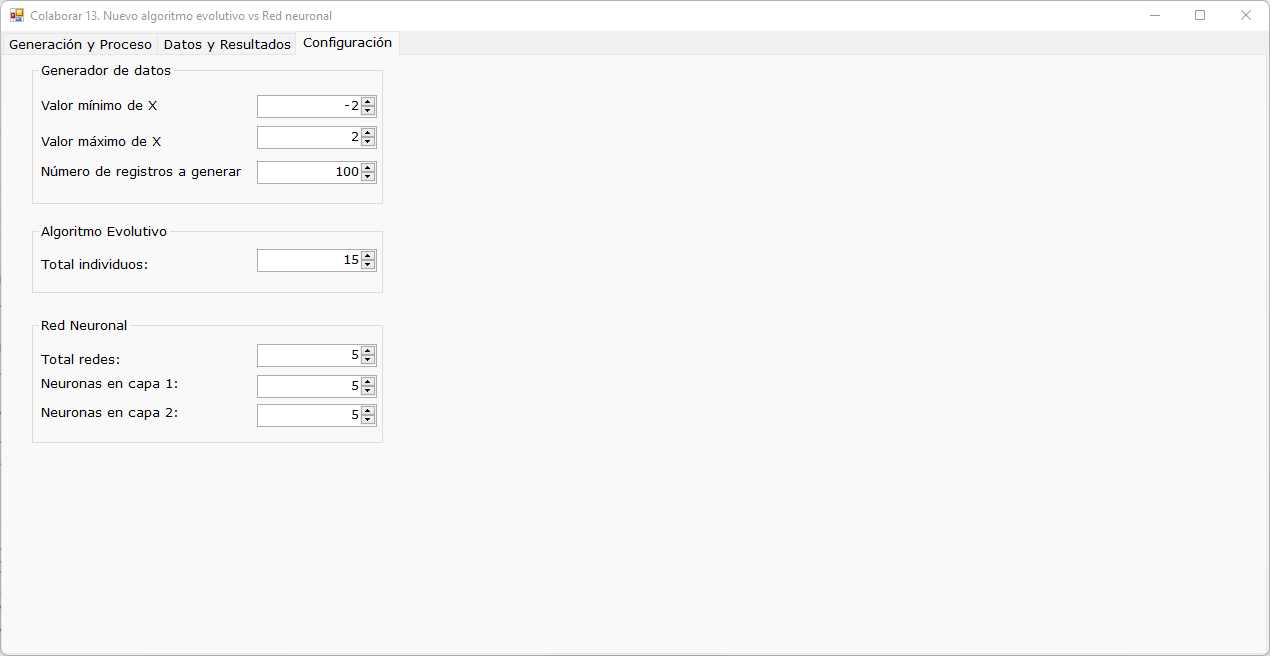 Colaborar 13. Nuevo algoritmo evolutivo vs Red neuronal
Generación y Proceso Datos y Resultados Configuración
Generador de datos
Valor mínimo de X -2
Valor máximo de X 2
Número de registros a generar 100
Algoritmo Evolutivo
Total individuos: 15
Red Neuronal
Total redes: 5
Neuronas en capa 1: 5
Neuronas en capa 2: 5